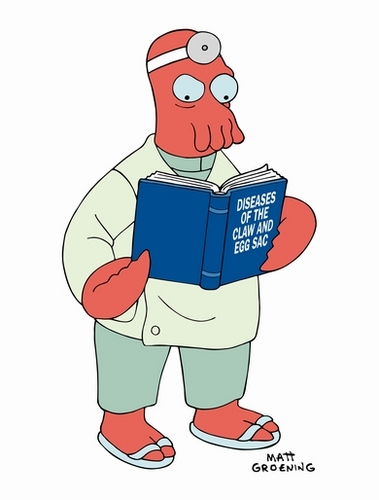 DISEASES
OF THE
CLAW AND
EGG SAC
MATT
GROENING